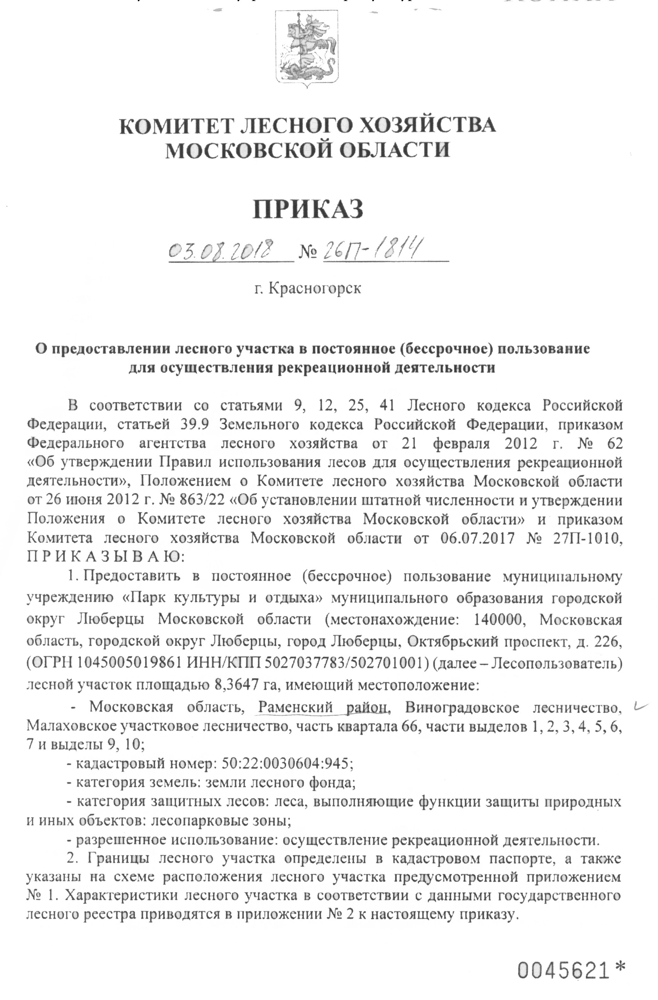 КОМИТЕТ ЛЕСНОГО ХОЗЯЙСТВА
МОСКОВСКОЙ ОБЛАСТИ
ПРИКАЗ
03.08.2018 № 26П-1814
г. Красногорск
О предоставлении лесного участка в постоянное (бессрочное) пользование
для осуществления рекреационной деятельности
В соответствии со статьями 9, 12, 25, 41 Лесного кодекса Российской
Федерации, статьей 39.9 Земельного кодекса Российской Федерации, приказом
Федерального агентства лесного хозяйства от 21 февраля 2012 г. № 62
«Об утверждении Правил использования лесов для осуществления рекреационной
деятельности», Положением о Комитете лесного хозяйства Московской области
от 26 июня 2012 г. № 863/22 «Об установлении штатной численности и утверждении
Положения о Комитете лесного хозяйства Московской области» и приказом
Комитета лесного хозяйства Московской области от 06.07.2017 № 27П-1010,
П Р И К А З Ы В А Ю:
1. Предоставить в постоянное (бессрочное) пользование муниципальному
учреждению «Парк культуры и отдыха» муниципального образования городской
округ Люберцы Московской области (местонахождение: 140000, Московская
область, городской округ Люберцы, город Люберцы, Октябрьский проспект, д. 226,
(ОГРН 1045005019861 ИНН/КПП 5027037783/502701001) (далее – Лесопользователь)
лесной участок площадью 8,3647 га, имеющий местоположение:
- Московская область, Раменский район, Виноградовское лесничество,
Малаховское участковое лесничество, часть квартала 66, части выделов 1, 2, 3, 4, 5, 6,
7 и выделы 9, 10;
- кадастровый номер: 50:22:0030604:945;
- категория земель: земли лесного фонда;
- категория защитных лесов: леса, выполняющие функции защиты природных
и иных объектов: лесопарковые зоны;
- разрешенное использование: осуществление рекреационной деятельности.
2. Границы лесного участка определены в кадастровом паспорте, а также
указаны на схеме расположения лесного участка предусмотренной приложением
№ 1. Характеристики лесного участка в соответствии с данными государственного
лесного реестра приводятся в приложении № 2 к настоящему приказу.
0045621*